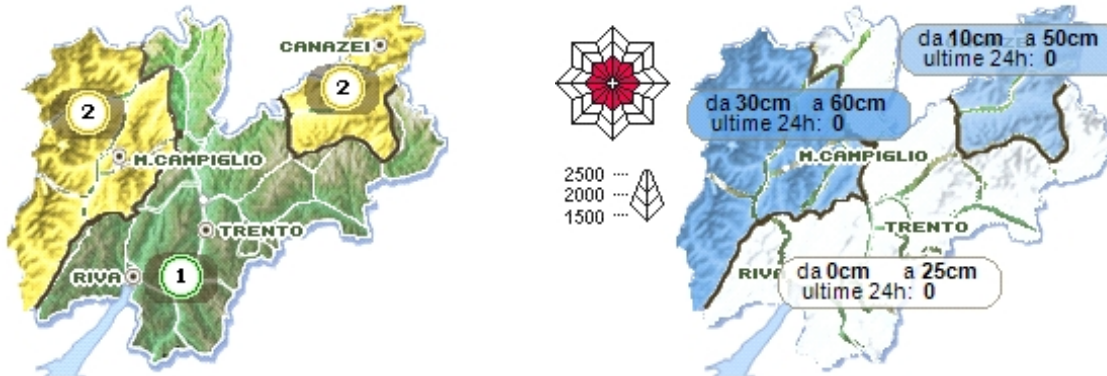 CANAZEI
2
2
M.CAMPIGLIO
TRENTO
RIVA
1
2500
2000
1500
da 10cm a 50cm
ultime 24h: 0
da 30cm a 60cm
ultime 24h: 0
M.CAMPIGLIO
TRENTO
RIVA
da 0cm a 25cm
ultime 24h: 0